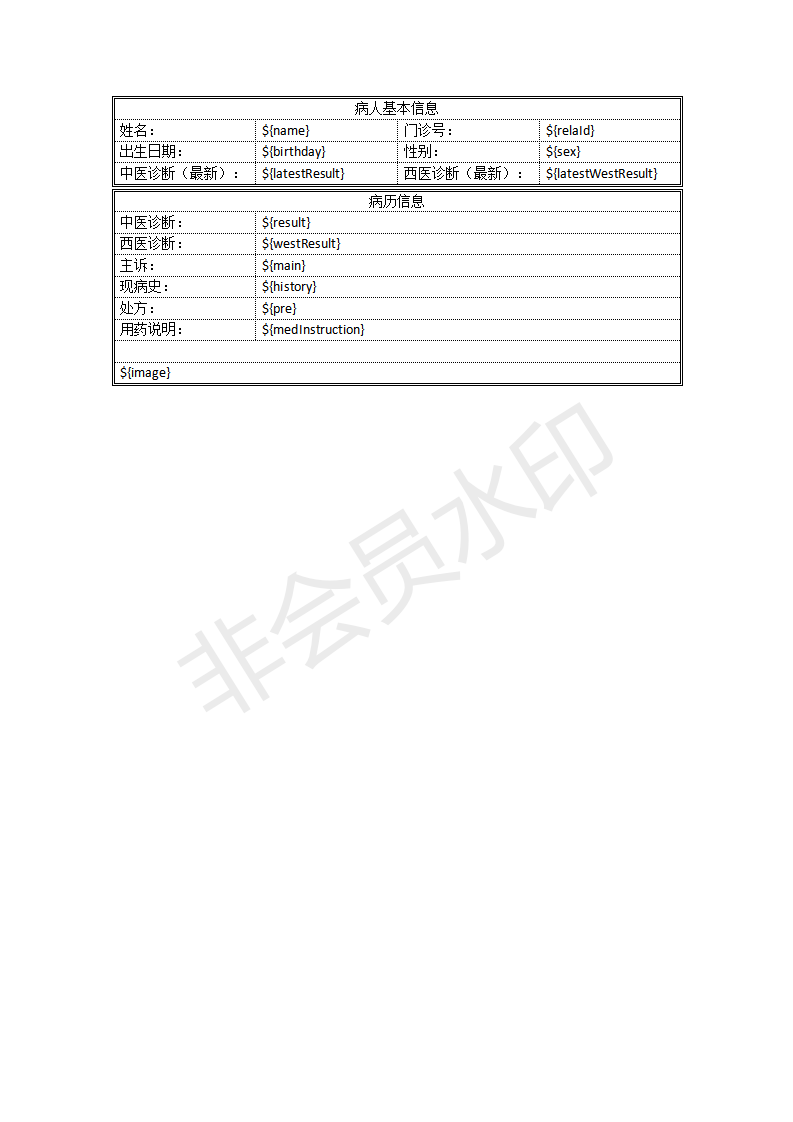 病人基本信息
姓名： ${name} 门诊号： ${relaId}
出生日期： ${birthday} 性别： ${sex}
中医诊断（最新）： ${latestResult} 西医诊断（最新）： ${latestWestResult}
病历信息
中医诊断： ${result}
西医诊断： ${westResult}
主诉： ${main}
现病史： ${history}
处方： ${pre}
用药说明： ${medInstruction}
${image}
非会员水印